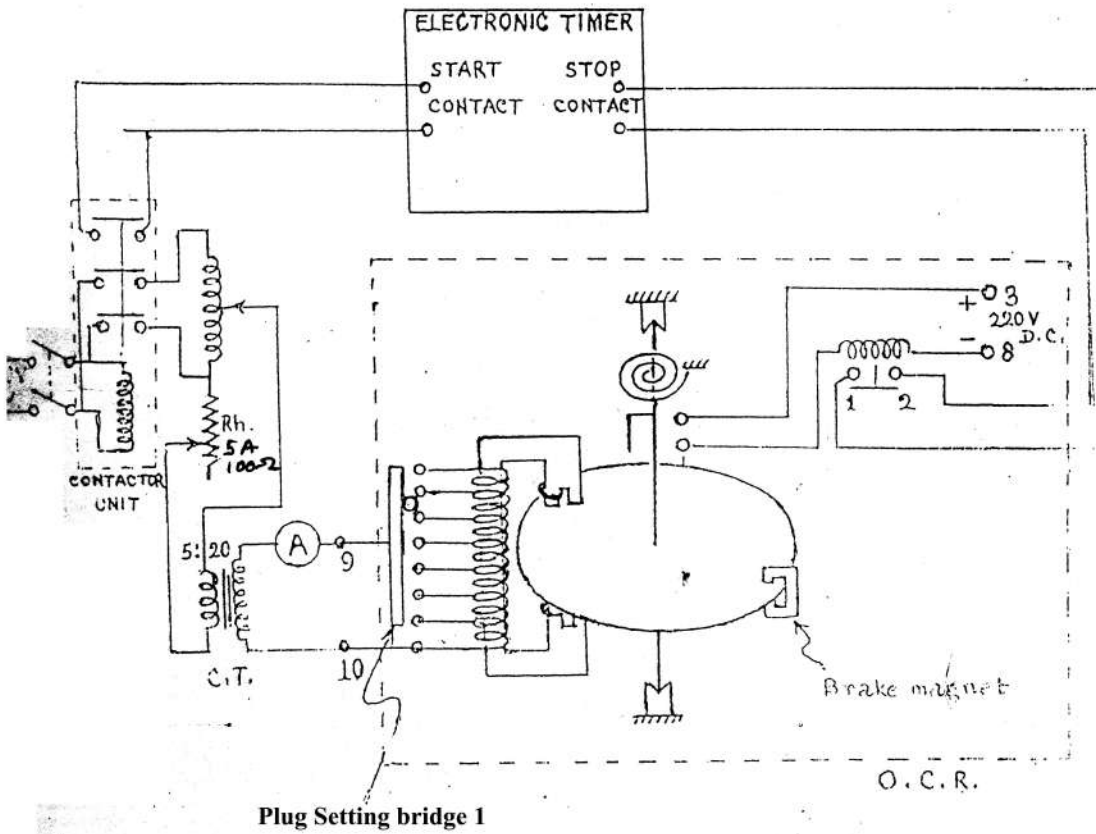 ELECTRONIC TIMER
START STOP
CONTACT CONTACT
3
+
220V
D.C.
-
8
1 2
Rh.
5A
100Ω
CONTACTOR
UNIT
5:20
A
9
10
C.T.
Brake magnet
O.C.R.
Plug Setting bridge 1